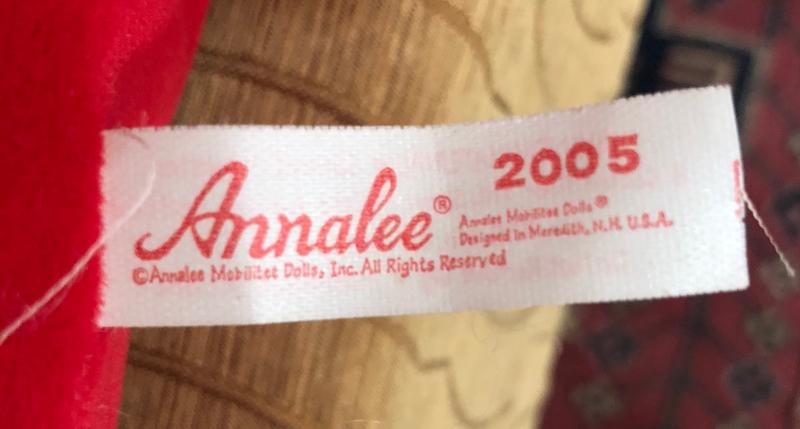 Annalee®
2005
Annalee Mobilitee Dolls®
Designed in Meredith, N.H. U.S.A.
©Annalee Mobilitee Dolls, Inc. All Rights Reserved